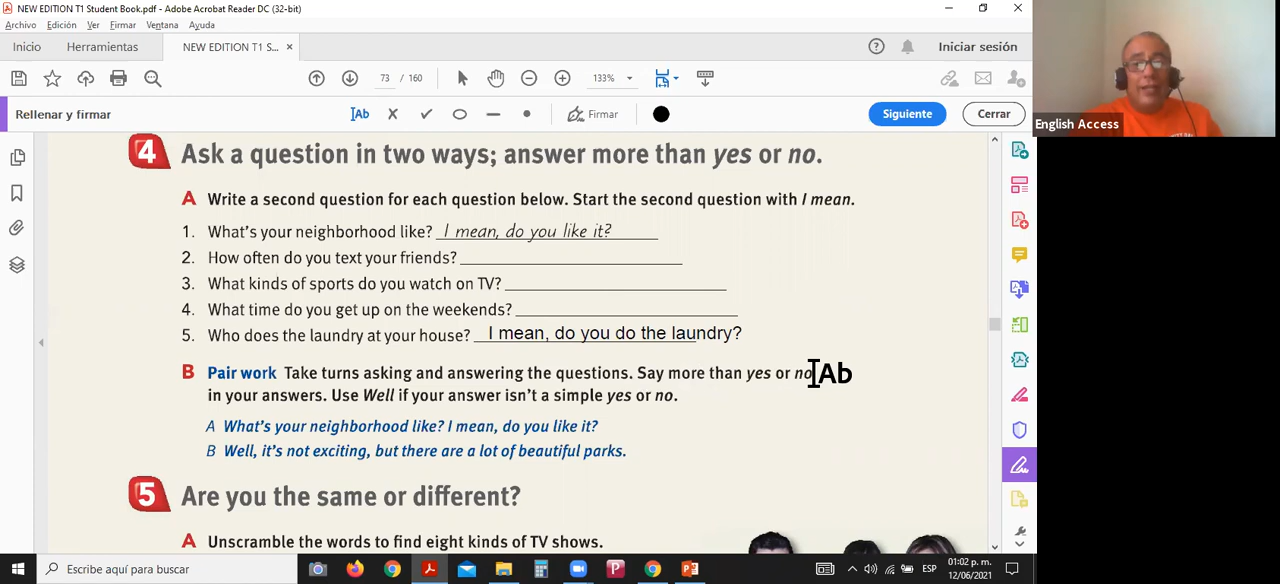 NEW EDITION T1 Student Book.pdf - Adobe Acrobat Reader DC (32-bit)
Archivo Edición Ver Firmar Ventana Ayuda
Inicio Herramientas NEW EDITION T1 S... × Iniciar sesión
73 / 160 133%
Rellenar y firmar Ab Firmar Siguiente Cerrar
English Access
4 Ask a question in two ways; answer more than yes or no.
A Write a second question for each question below. Start the second question with I mean.
1. What's your neighborhood like? I mean, do you like it?
2. How often do you text your friends?
3. What kinds of sports do you watch on TV?
4. What time do you get up on the weekends?
5. Who does the laundry at your house? I mean, do you do the laundry?
B Pair work Take turns asking and answering the questions. Say more than yes or no Ab
in your answers. Use Well if your answer isn't a simple yes or no.
A What's your neighborhood like? I mean, do you like it?
B Well, it's not exciting, but there are a lot of beautiful parks.
5 Are you the same or different?
A Unscramble the words to find eight kinds of TV shows.
Escribe aquí para buscar
ESP
01:02 p. m.
12/06/2021